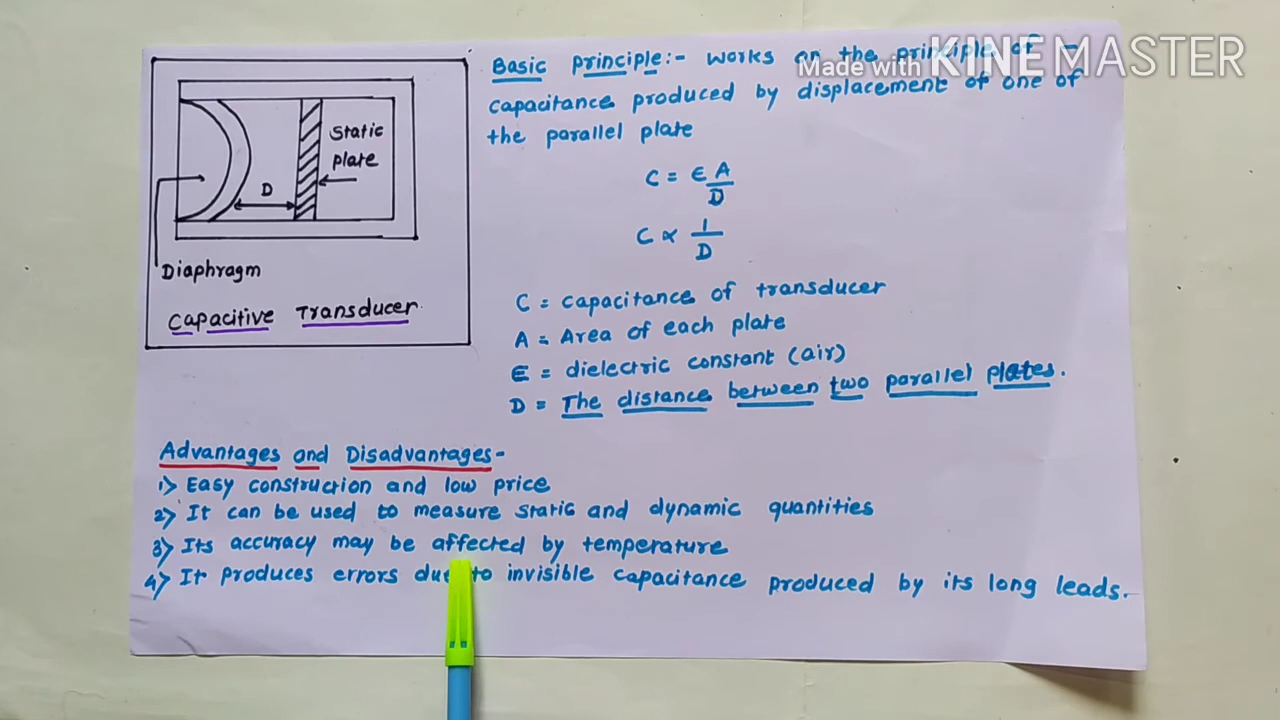 Made with KINEMASTER
Static
plate
D
Diaphragm
Capacitive Transducer.
Basic principle:- works on the principle of -
capacitance produced by displacement of one of
the parallel plate
C = ϵ A/D
C ∝ 1/D
C = capacitance of transducer
A = Area of each plate
ϵ = dielectric constant (air)
D = The distance between two parallel plates.
Advantages and Disadvantages-
1> Easy construction and low price
2> It can be used to measure static and dynamic quantities
3> Its accuracy may be affected by temperature
4> It produces errors due to invisible capacitance produced by its long leads.